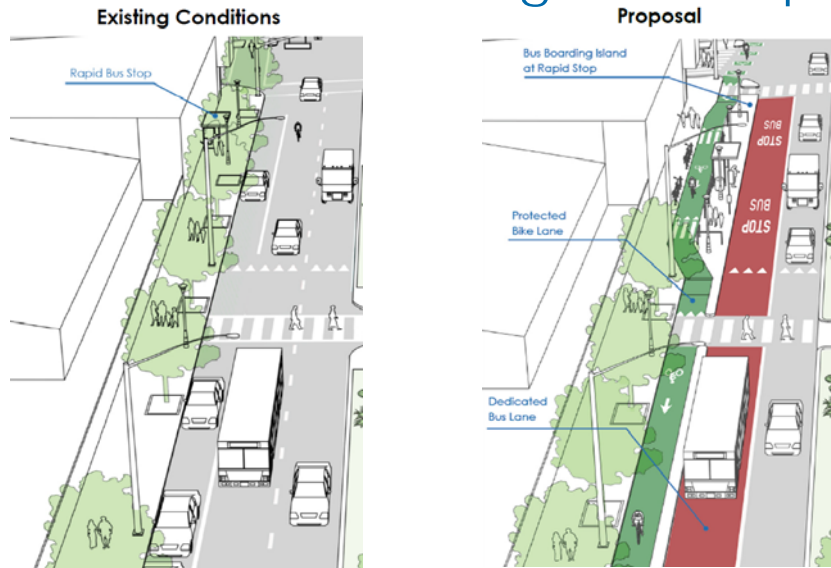 Existing Conditions
Proposal
Rapid Bus Stop
Bus Boarding Island
at Rapid Stop
STOP
BUS
STOP
BUS
Protected
Bike Lane
Dedicated
Bus Lane